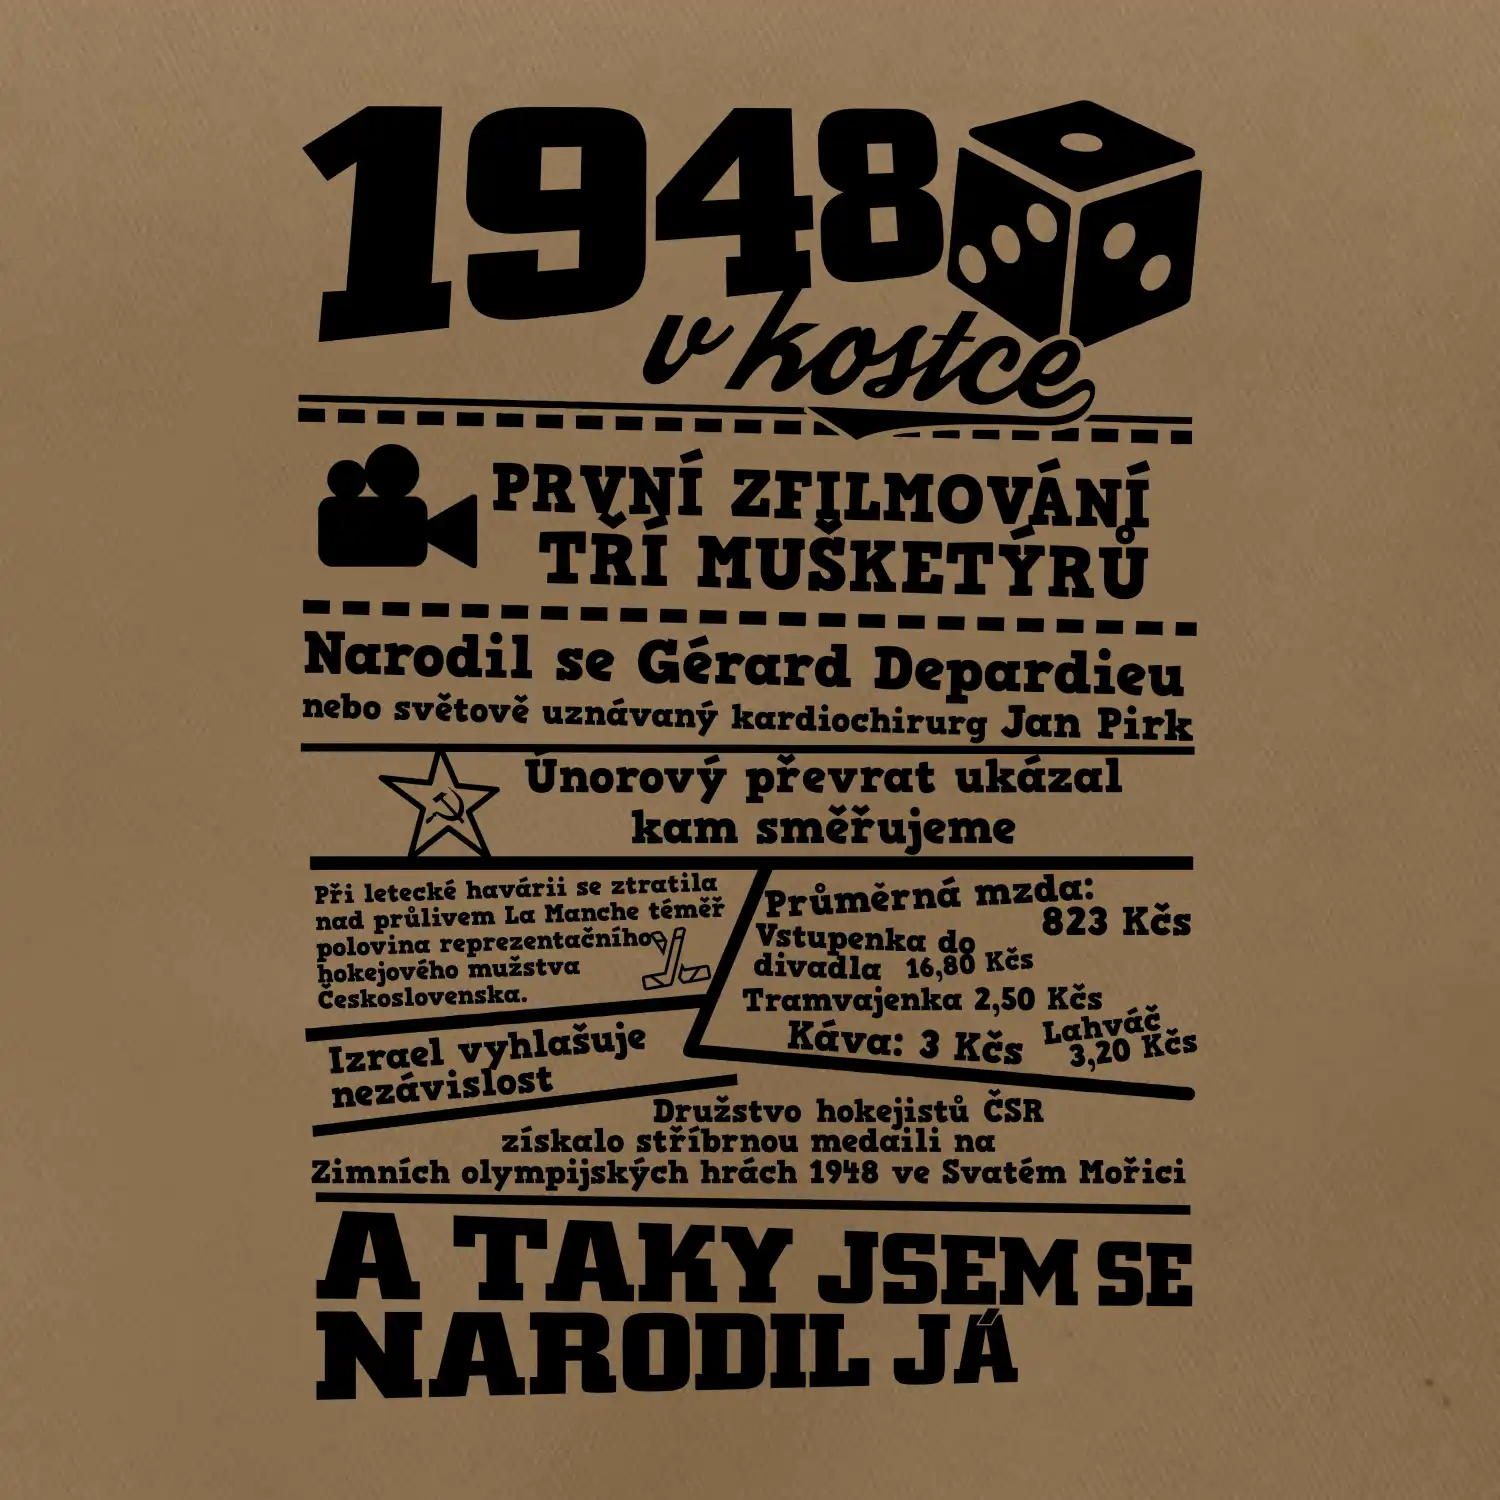 1948
v kostce
PRVNÍ ZFILMOVÁNÍ
TŘÍ MUŠKETÝRŮ
Narodil se Gérard Depardieu
nebo světově uznávaný kardiochirurg Jan Pirk
Únorový převrat ukázal
kam směřujeme
Při letecké havárii se ztratila
nad průlivem La Manche téměř
polovina reprezentačního
hokejového mužstva
Československa.
Průměrná mzda:
823 Kčs
Vstupenka do
divadla 16,80 Kčs
Tramvajenka 2,50 Kčs
Káva: 3 Kčs
Lahváč
3,20 Kčs
Izrael vyhlašuje
nezávislost
Družstvo hokejistů ČSR
získalo stříbrnou medaili na
Zimních olympijských hrách 1948 ve Svatém Mořici
A TAKY JSEM SE
NARODIL JÁ